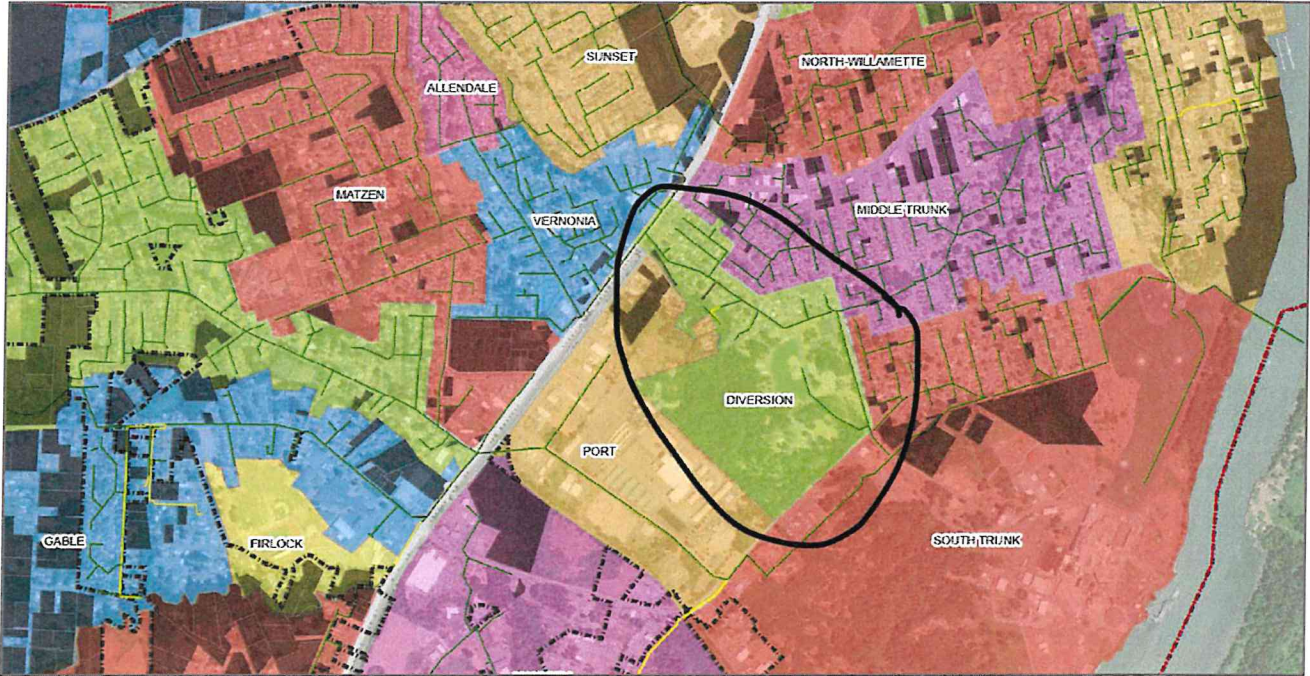 SUNSET
NORTH-WILLAMETTE
ALLENDALE
MATZEN
VERNONIA
MIDDLE TRUNK
DIVERSION
PORT
GABLE
FIRLOCK
SOUTH TRUNK